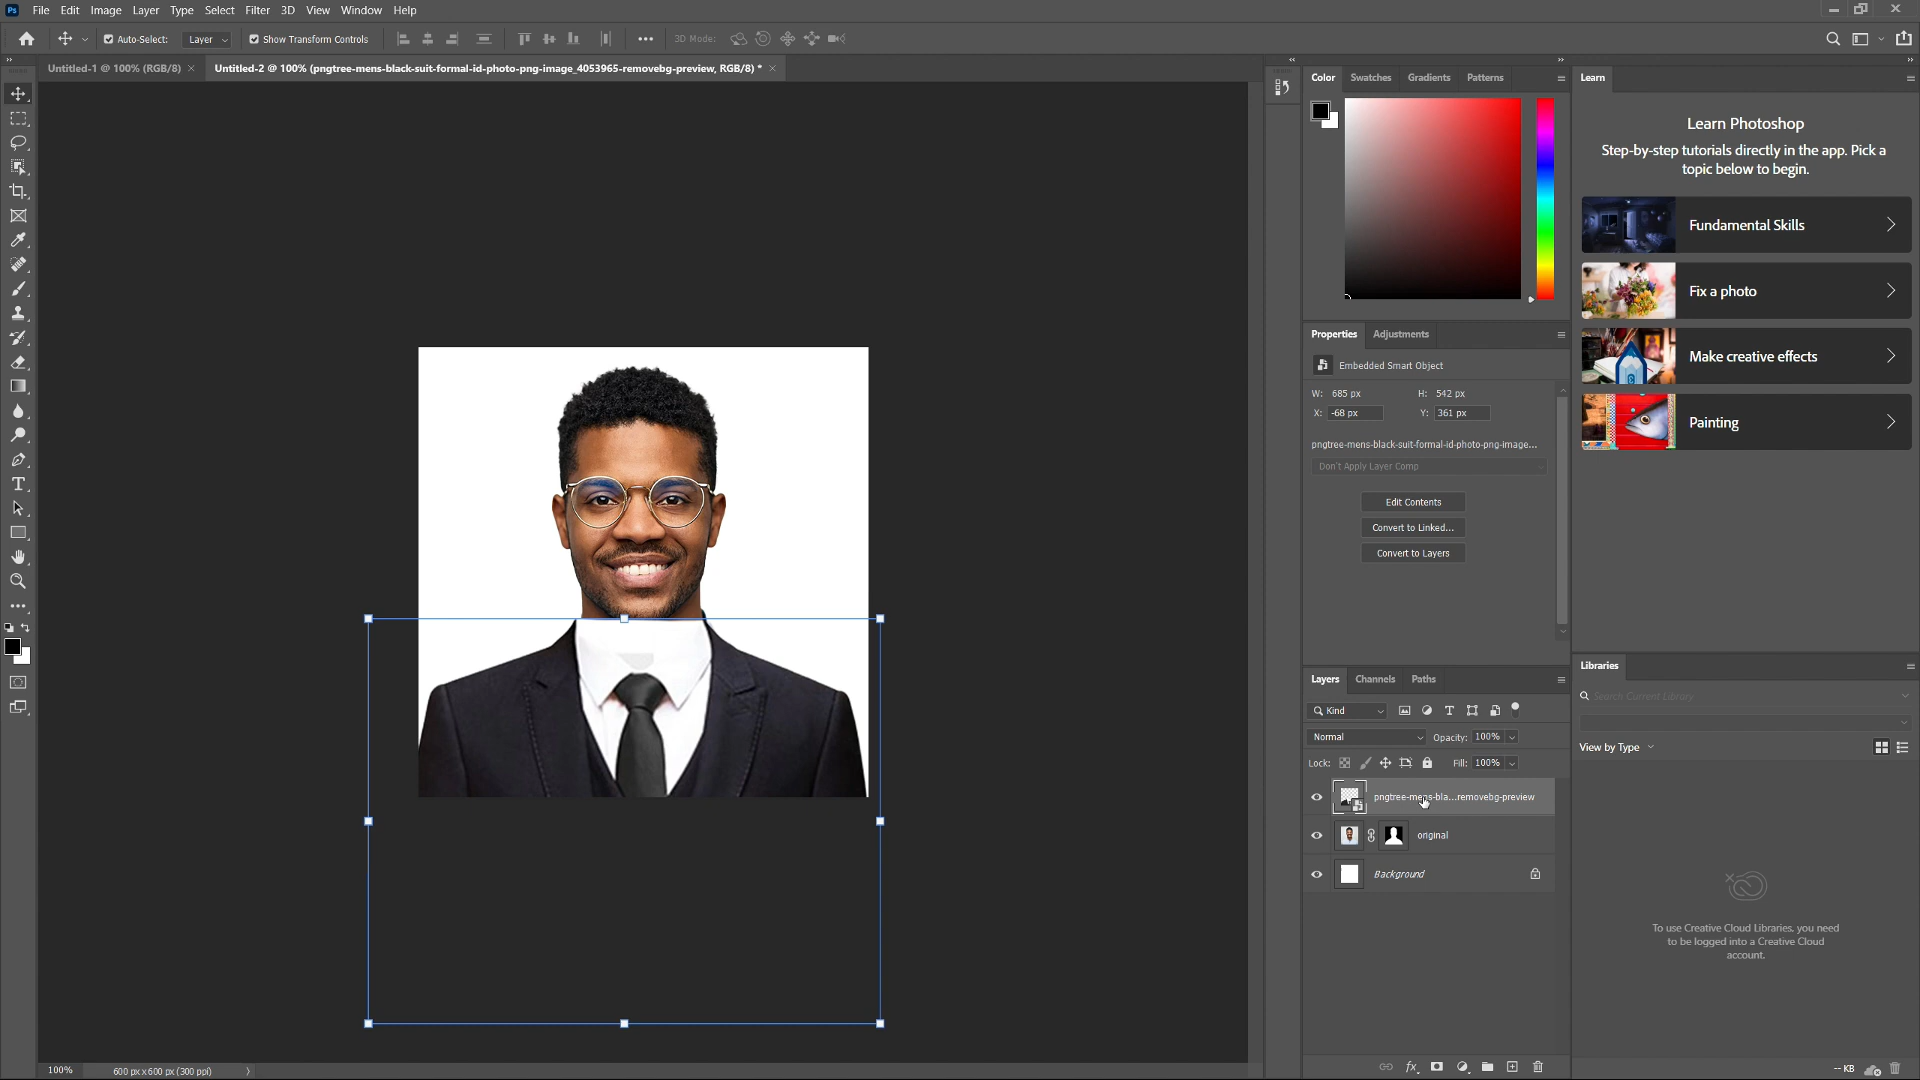 Ps File Edit Image Layer Type Select Filter 3D View Window Help
Auto-Select: Layer Show Transform Controls 3D Mode:
Untitled-1 @ 100% (RGB/8) × Untitled-2 @ 100% (pngtree-mens-black-suit-formal-id-photo-png-image_4053965-removebg-preview, RGB/8) * ×
Color Swatches Gradients Patterns
Properties Adjustments
Embedded Smart Object
W: 685 px H: 542 px
X: -68 px Y: 361 px
pngtree-mens-black-suit-formal-id-photo-png-image...
Don't Apply Layer Comp
Edit Contents
Convert to Linked...
Convert to Layers
Layers Channels Paths
Kind
Normal Opacity: 100%
Lock: Fill: 100%
pngtree-mens-bla...removebg-preview
original
Background
Learn
Learn Photoshop
Step-by-step tutorials directly in the app. Pick a
topic below to begin.
Fundamental Skills
Fix a photo
Make creative effects
Painting
Libraries
Search Current Library
View by Type
To use Creative Cloud Libraries, you need
to be logged into a Creative Cloud
account.
-- KB
100% 600 px x 600 px (300 ppi)